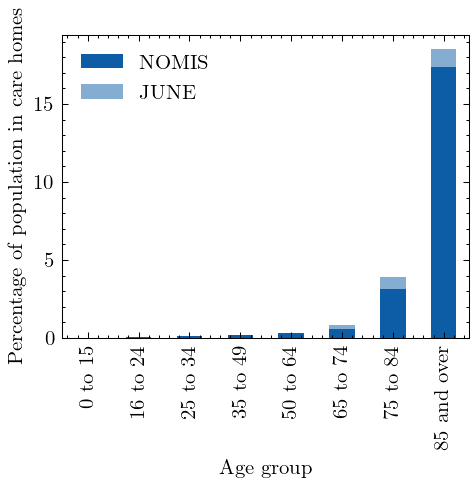 Percentage of population in care homes
NOMIS
JUNE
15
10
5
0
0 to 15
16 to 24
25 to 34
35 to 49
50 to 64
65 to 74
75 to 84
85 and over
Age group